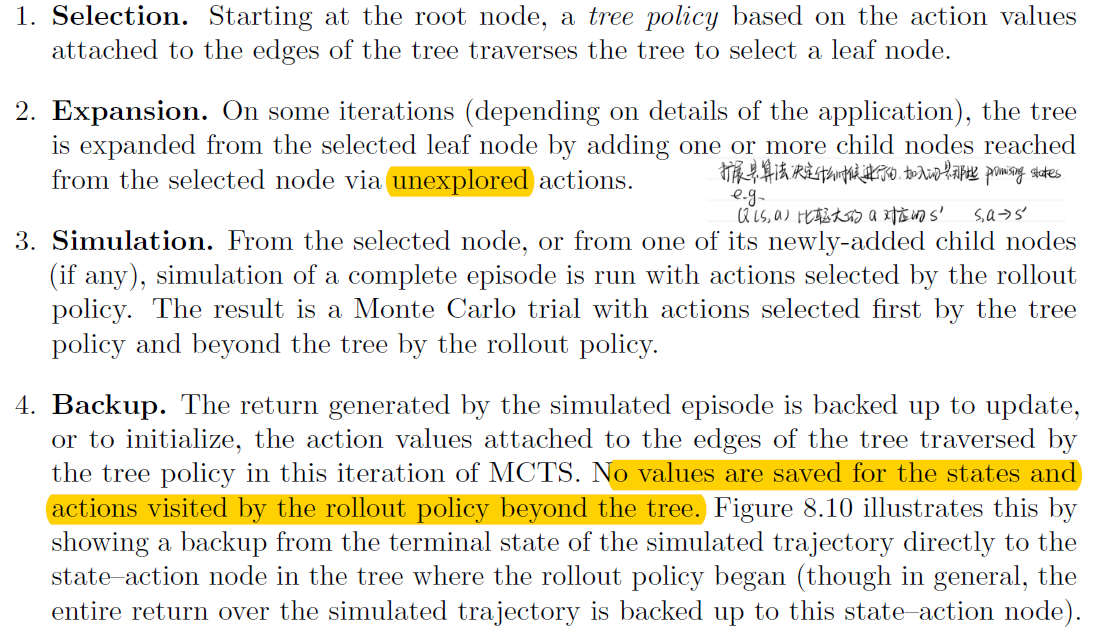 1. Selection. Starting at the root node, a tree policy based on the action values
attached to the edges of the tree traverses the tree to select a leaf node.
2. Expansion. On some iterations (depending on details of the application), the tree
is expanded from the selected leaf node by adding one or more child nodes reached
from the selected node via unexplored actions.
扩展是算法决定什么时候进行的,加入的是那些 promising states
e.g.
Q(s,a) 比较大的 a 对应的 s' s,a→s'
3. Simulation. From the selected node, or from one of its newly-added child nodes
(if any), simulation of a complete episode is run with actions selected by the rollout
policy. The result is a Monte Carlo trial with actions selected first by the tree
policy and beyond the tree by the rollout policy.
4. Backup. The return generated by the simulated episode is backed up to update,
or to initialize, the action values attached to the edges of the tree traversed by
the tree policy in this iteration of MCTS. No values are saved for the states and
actions visited by the rollout policy beyond the tree. Figure 8.10 illustrates this by
showing a backup from the terminal state of the simulated trajectory directly to the
state–action node in the tree where the rollout policy began (though in general, the
entire return over the simulated trajectory is backed up to this state–action node).